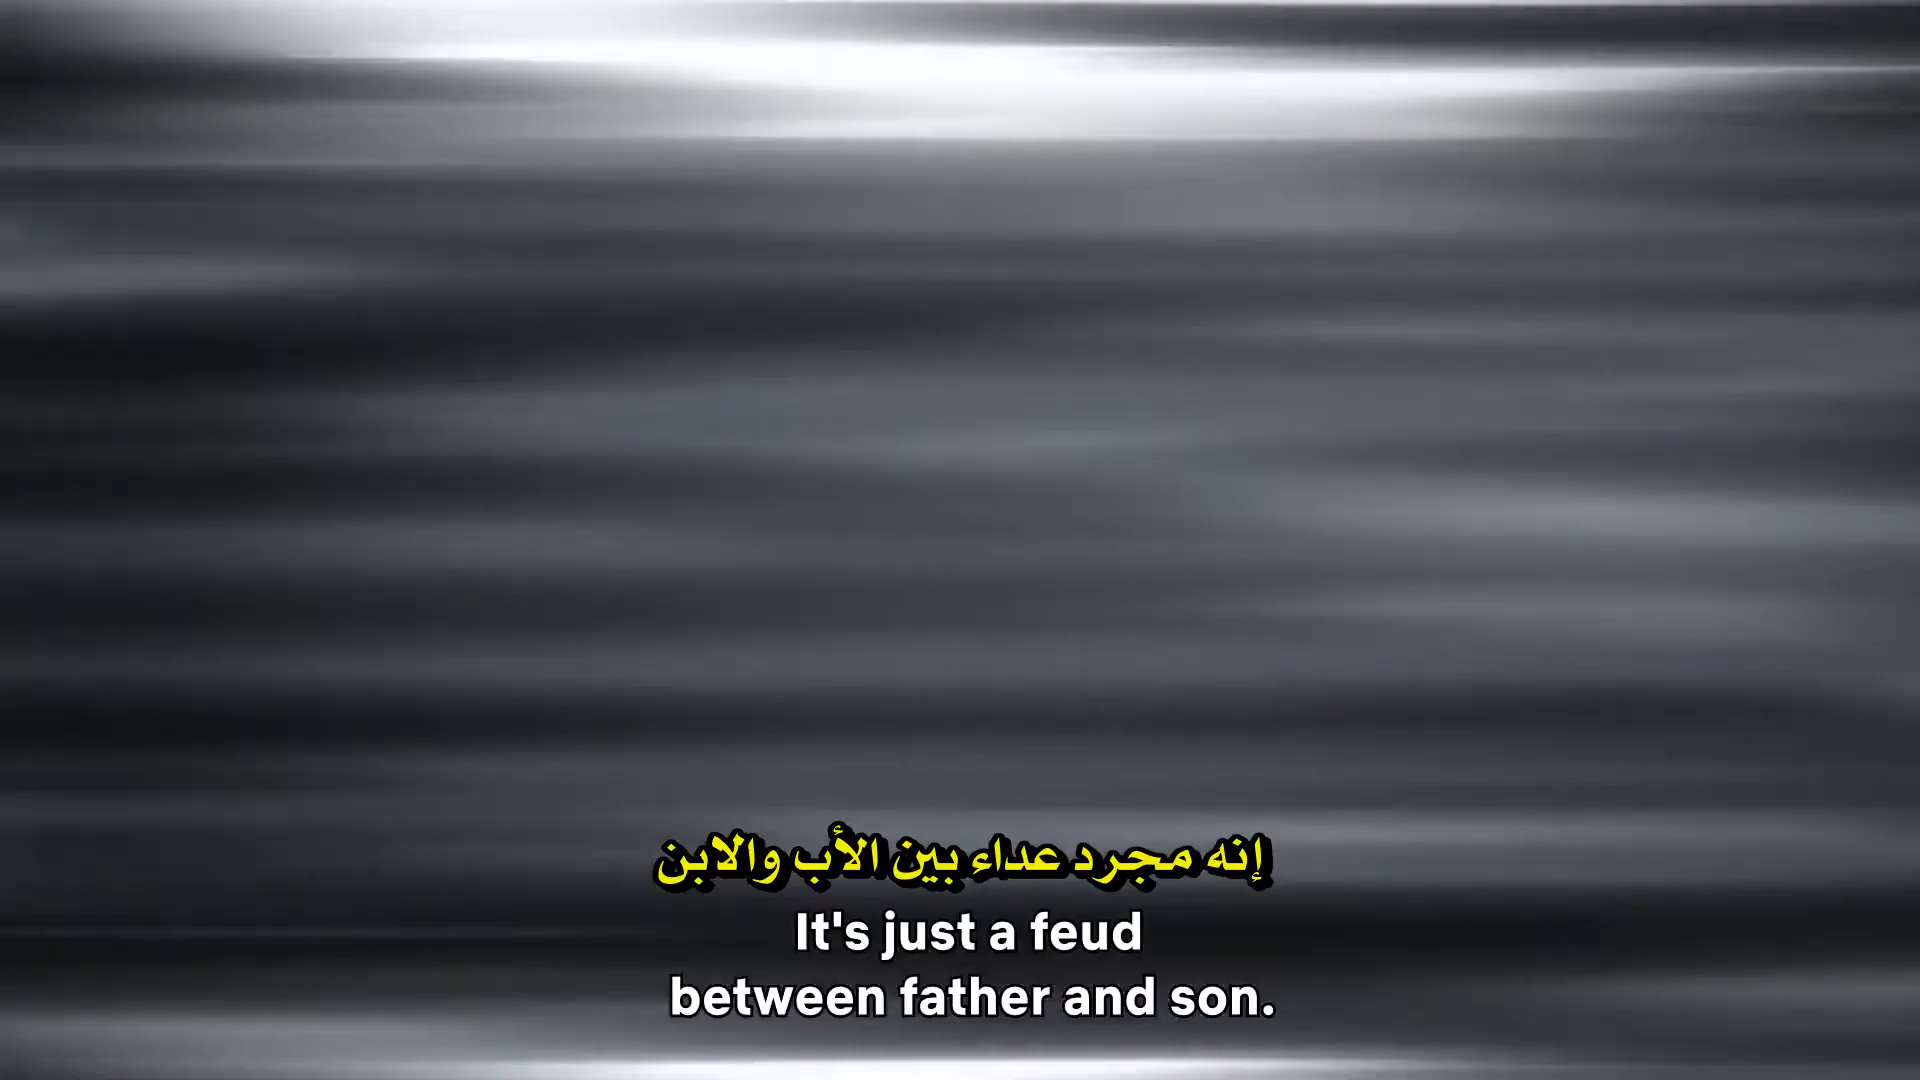 إنه مجرد عداء بين الأب والابن
It's just a feud
between father and son.